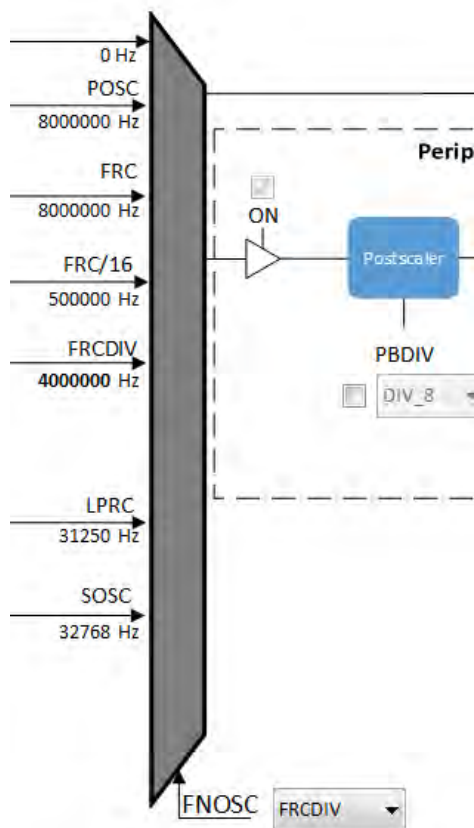 0 Hz
POSC
8000000 Hz
Perip
FRC
8000000 Hz
ON
FRC/16
500000 Hz
Postscaler
FRCDIV
4000000 Hz
PBDIV
DIV_8
LPRC
31250 Hz
SOSC
32768 Hz
FNOSC
FRCDIV